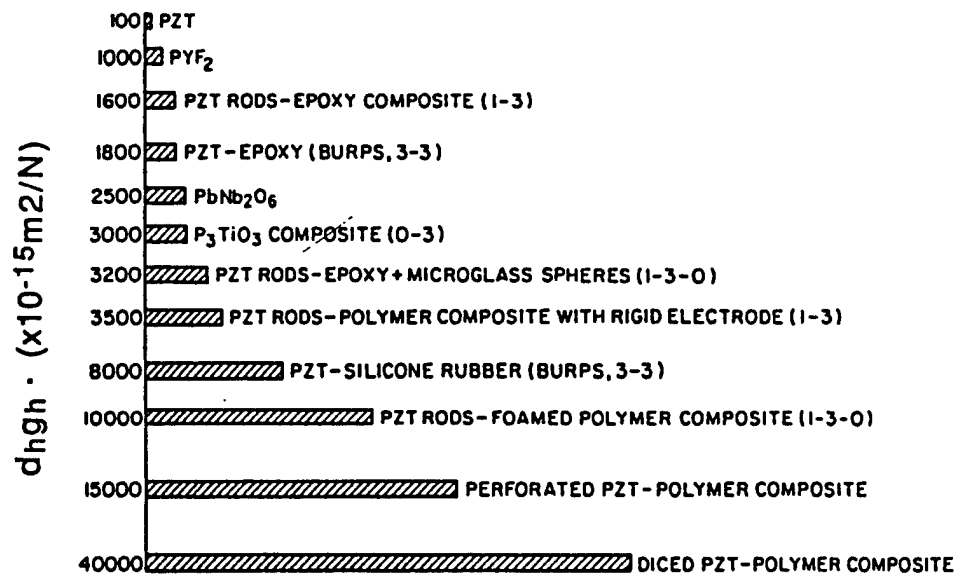 100 PZT
1000 PYF2
1600 PZT RODS-EPOXY COMPOSITE (1-3)
1800 PZT-EPOXY (BURPS, 3-3)
2500 PbNb2O6
3000 P3TiO3 COMPOSITE (0-3)
3200 PZT RODS-EPOXY+MICROGLASS SPHERES (1-3-0)
3500 PZT RODS-POLYMER COMPOSITE WITH RIGID ELECTRODE (1-3)
8000 PZT-SILICONE RUBBER (BURPS, 3-3)
10000 PZT RODS-FOAMED POLYMER COMPOSITE (1-3-0)
15000 PERFORATED PZT-POLYMER COMPOSITE
40000 DICED PZT-POLYMER COMPOSITE
dhgh · (x10-15m2/N)